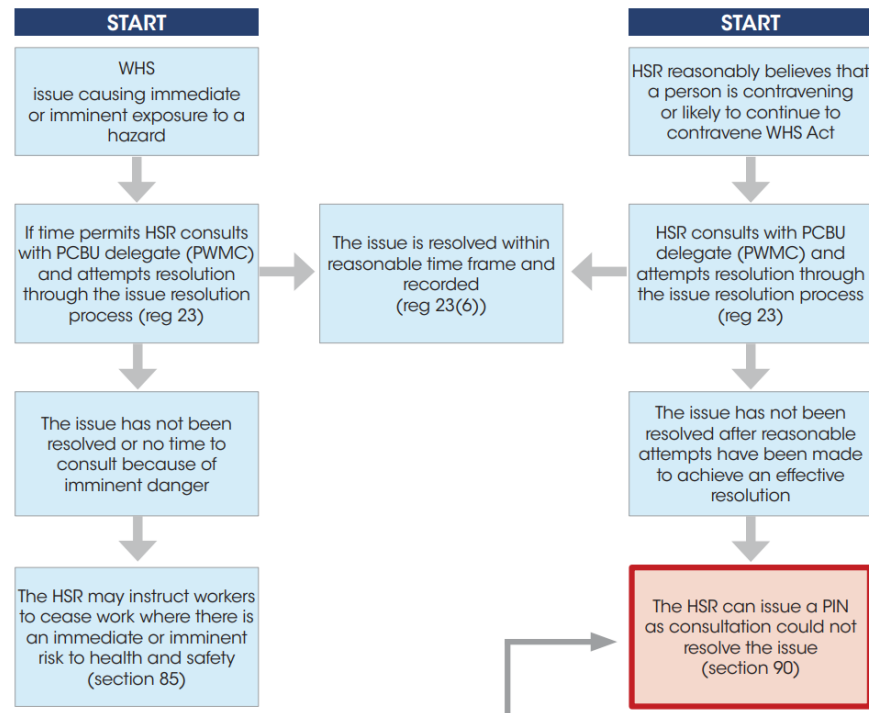 START
WHS
issue causing immediate
or imminent exposure to a
hazard
If time permits HSR consults
with PCBU delegate (PWMC)
and attempts resolution
through the issue resolution
process (reg 23)
The issue has not been
resolved or no time to
consult because of
imminent danger
The HSR may instruct workers
to cease work where there is
an immediate or imminent
risk to health and safety
(section 85)
The issue is resolved within
reasonable time frame and
recorded
(reg 23(6))
START
HSR reasonably believes that
a person is contravening
or likely to continue to
contravene WHS Act
HSR consults with PCBU
delegate (PWMC) and
attempts resolution through
the issue resolution process
(reg 23)
The issue has not been
resolved after reasonable
attempts have been made
to achieve an effective
resolution
The HSR can issue a PIN
as consultation could not
resolve the issue
(section 90)